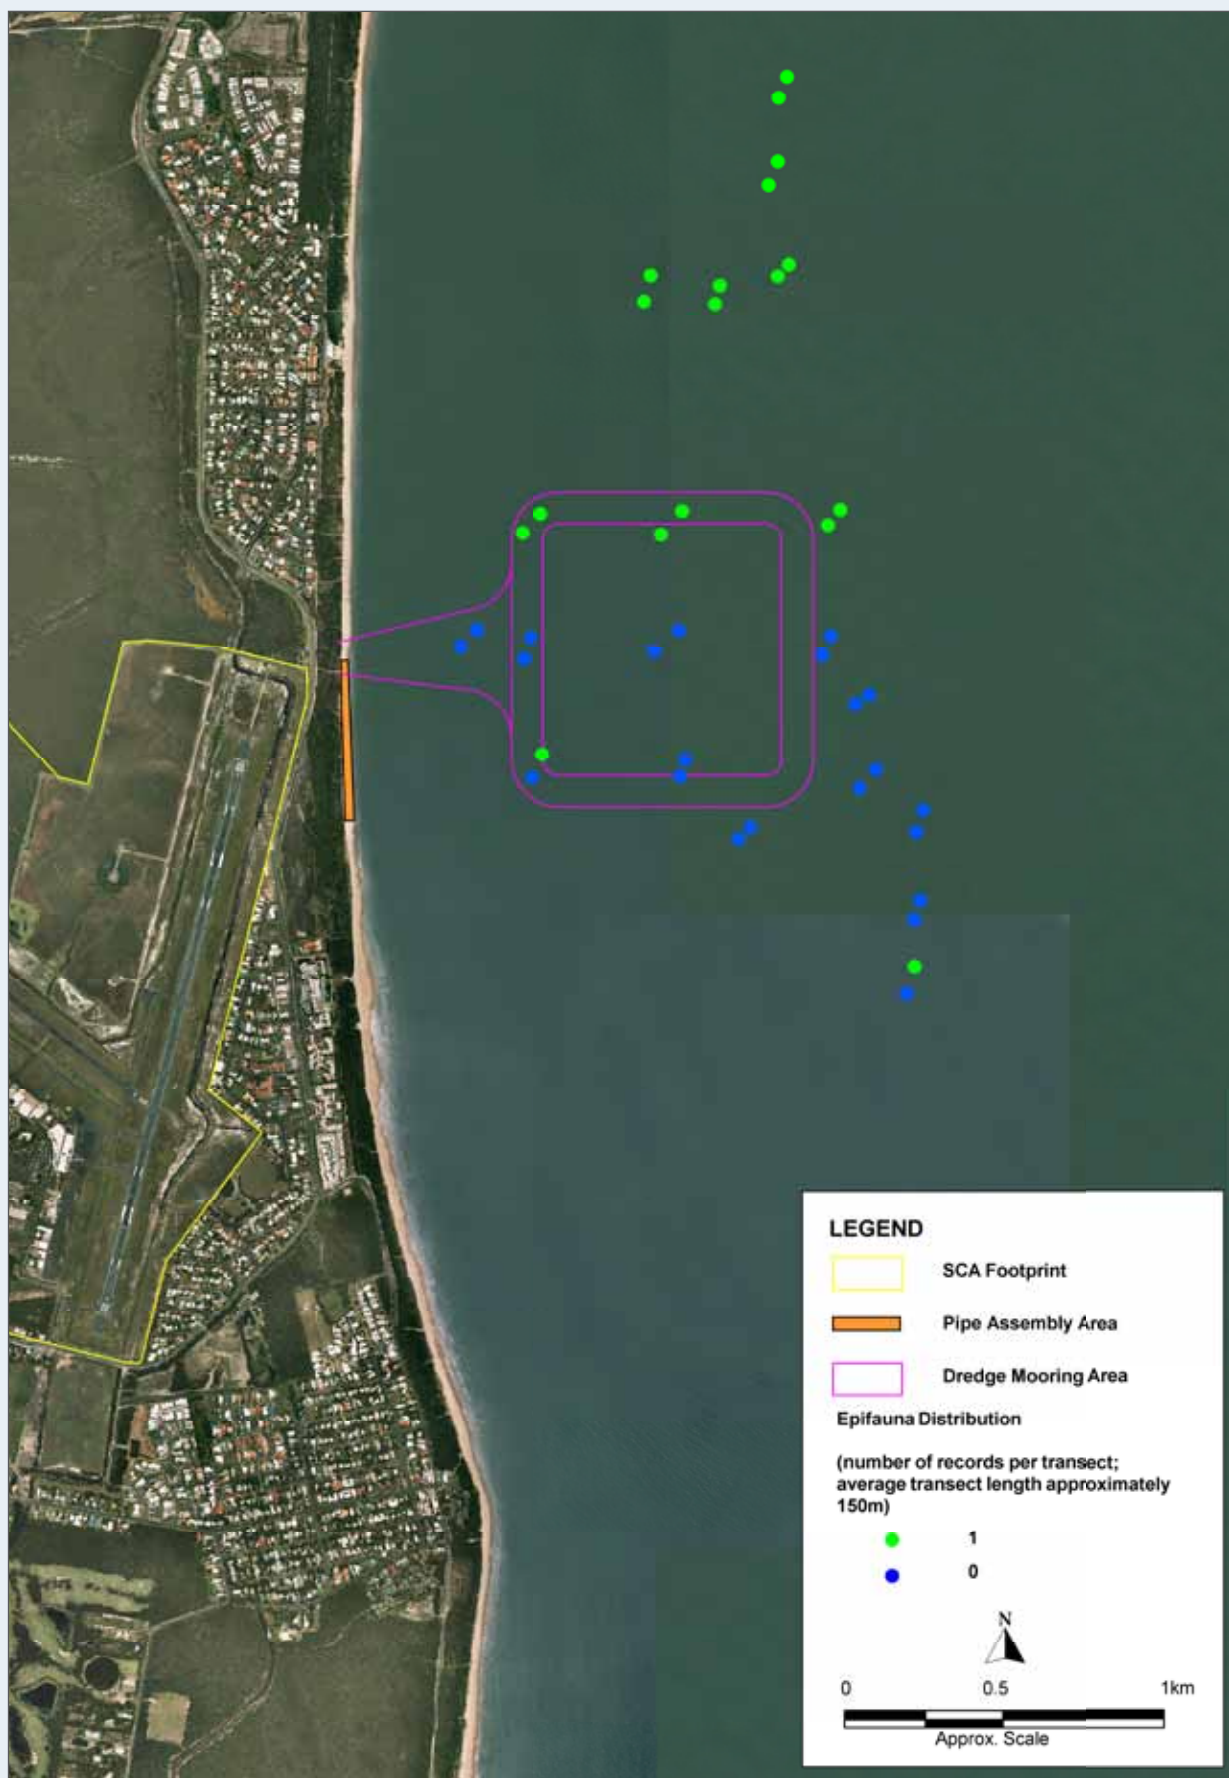 LEGEND
SCA Footprint
Pipe Assembly Area
Dredge Mooring Area
Epifauna Distribution
(number of records per transect;
average transect length approximately
150m)
1
0
N
0 0.5 1km
Approx. Scale